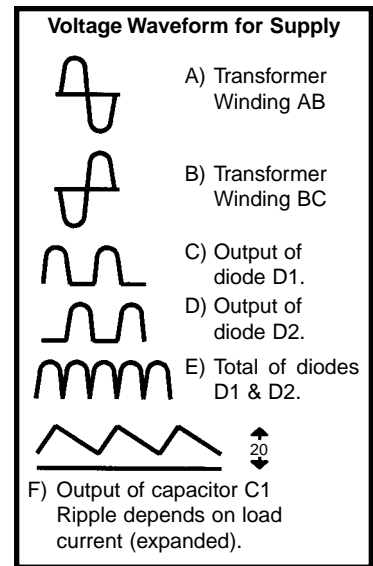 Voltage Waveform for Supply
A) Transformer
Winding AB
B) Transformer
Winding BC
C) Output of
diode D1.
D) Output of
diode D2.
E) Total of diodes
D1 & D2.
20
F) Output of capacitor C1
Ripple depends on load
current (expanded).